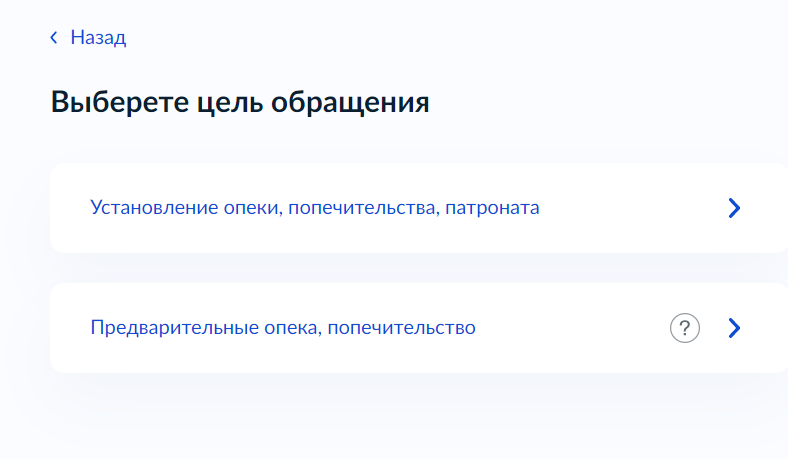 Назад
Выберете цель обращения
Установление опеки, попечительства, патроната
Предварительные опека, попечительство
?